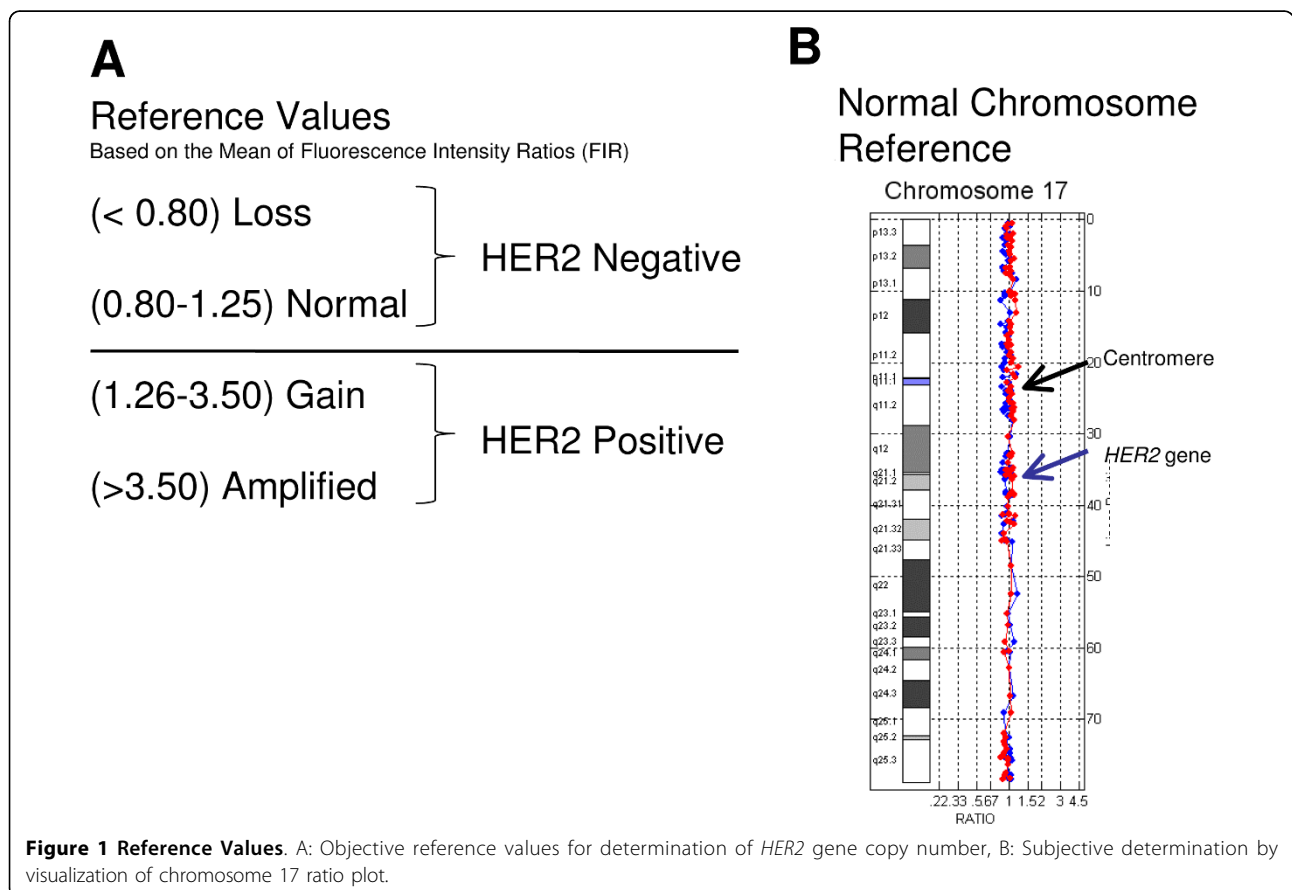 A
Reference Values
Based on the Mean of Fluorescence Intensity Ratios (FIR)
(< 0.80) Loss
HER2 Negative
(0.80-1.25) Normal
(1.26-3.50) Gain
HER2 Positive
(>3.50) Amplified
B
Normal Chromosome
Reference
Chromosome 17
0
p13.3
p13.2
p13.1
10
p12
p11.2
20
Centromere
q11.1
q11.2
30
q12
HER2 gene
q21.1
q21.2
40
q21.31
q21.32
q21.33
50
q22
q23.1
q23.2
q23.3
60
q24.1
q24.2
q24.3
70
q25.1
q25.2
q25.3
.22.33 .5.67 1 1.52 3 4.5
RATIO
Figure 1 Reference Values. A: Objective reference values for determination of HER2 gene copy number, B: Subjective determination by
visualization of chromosome 17 ratio plot.